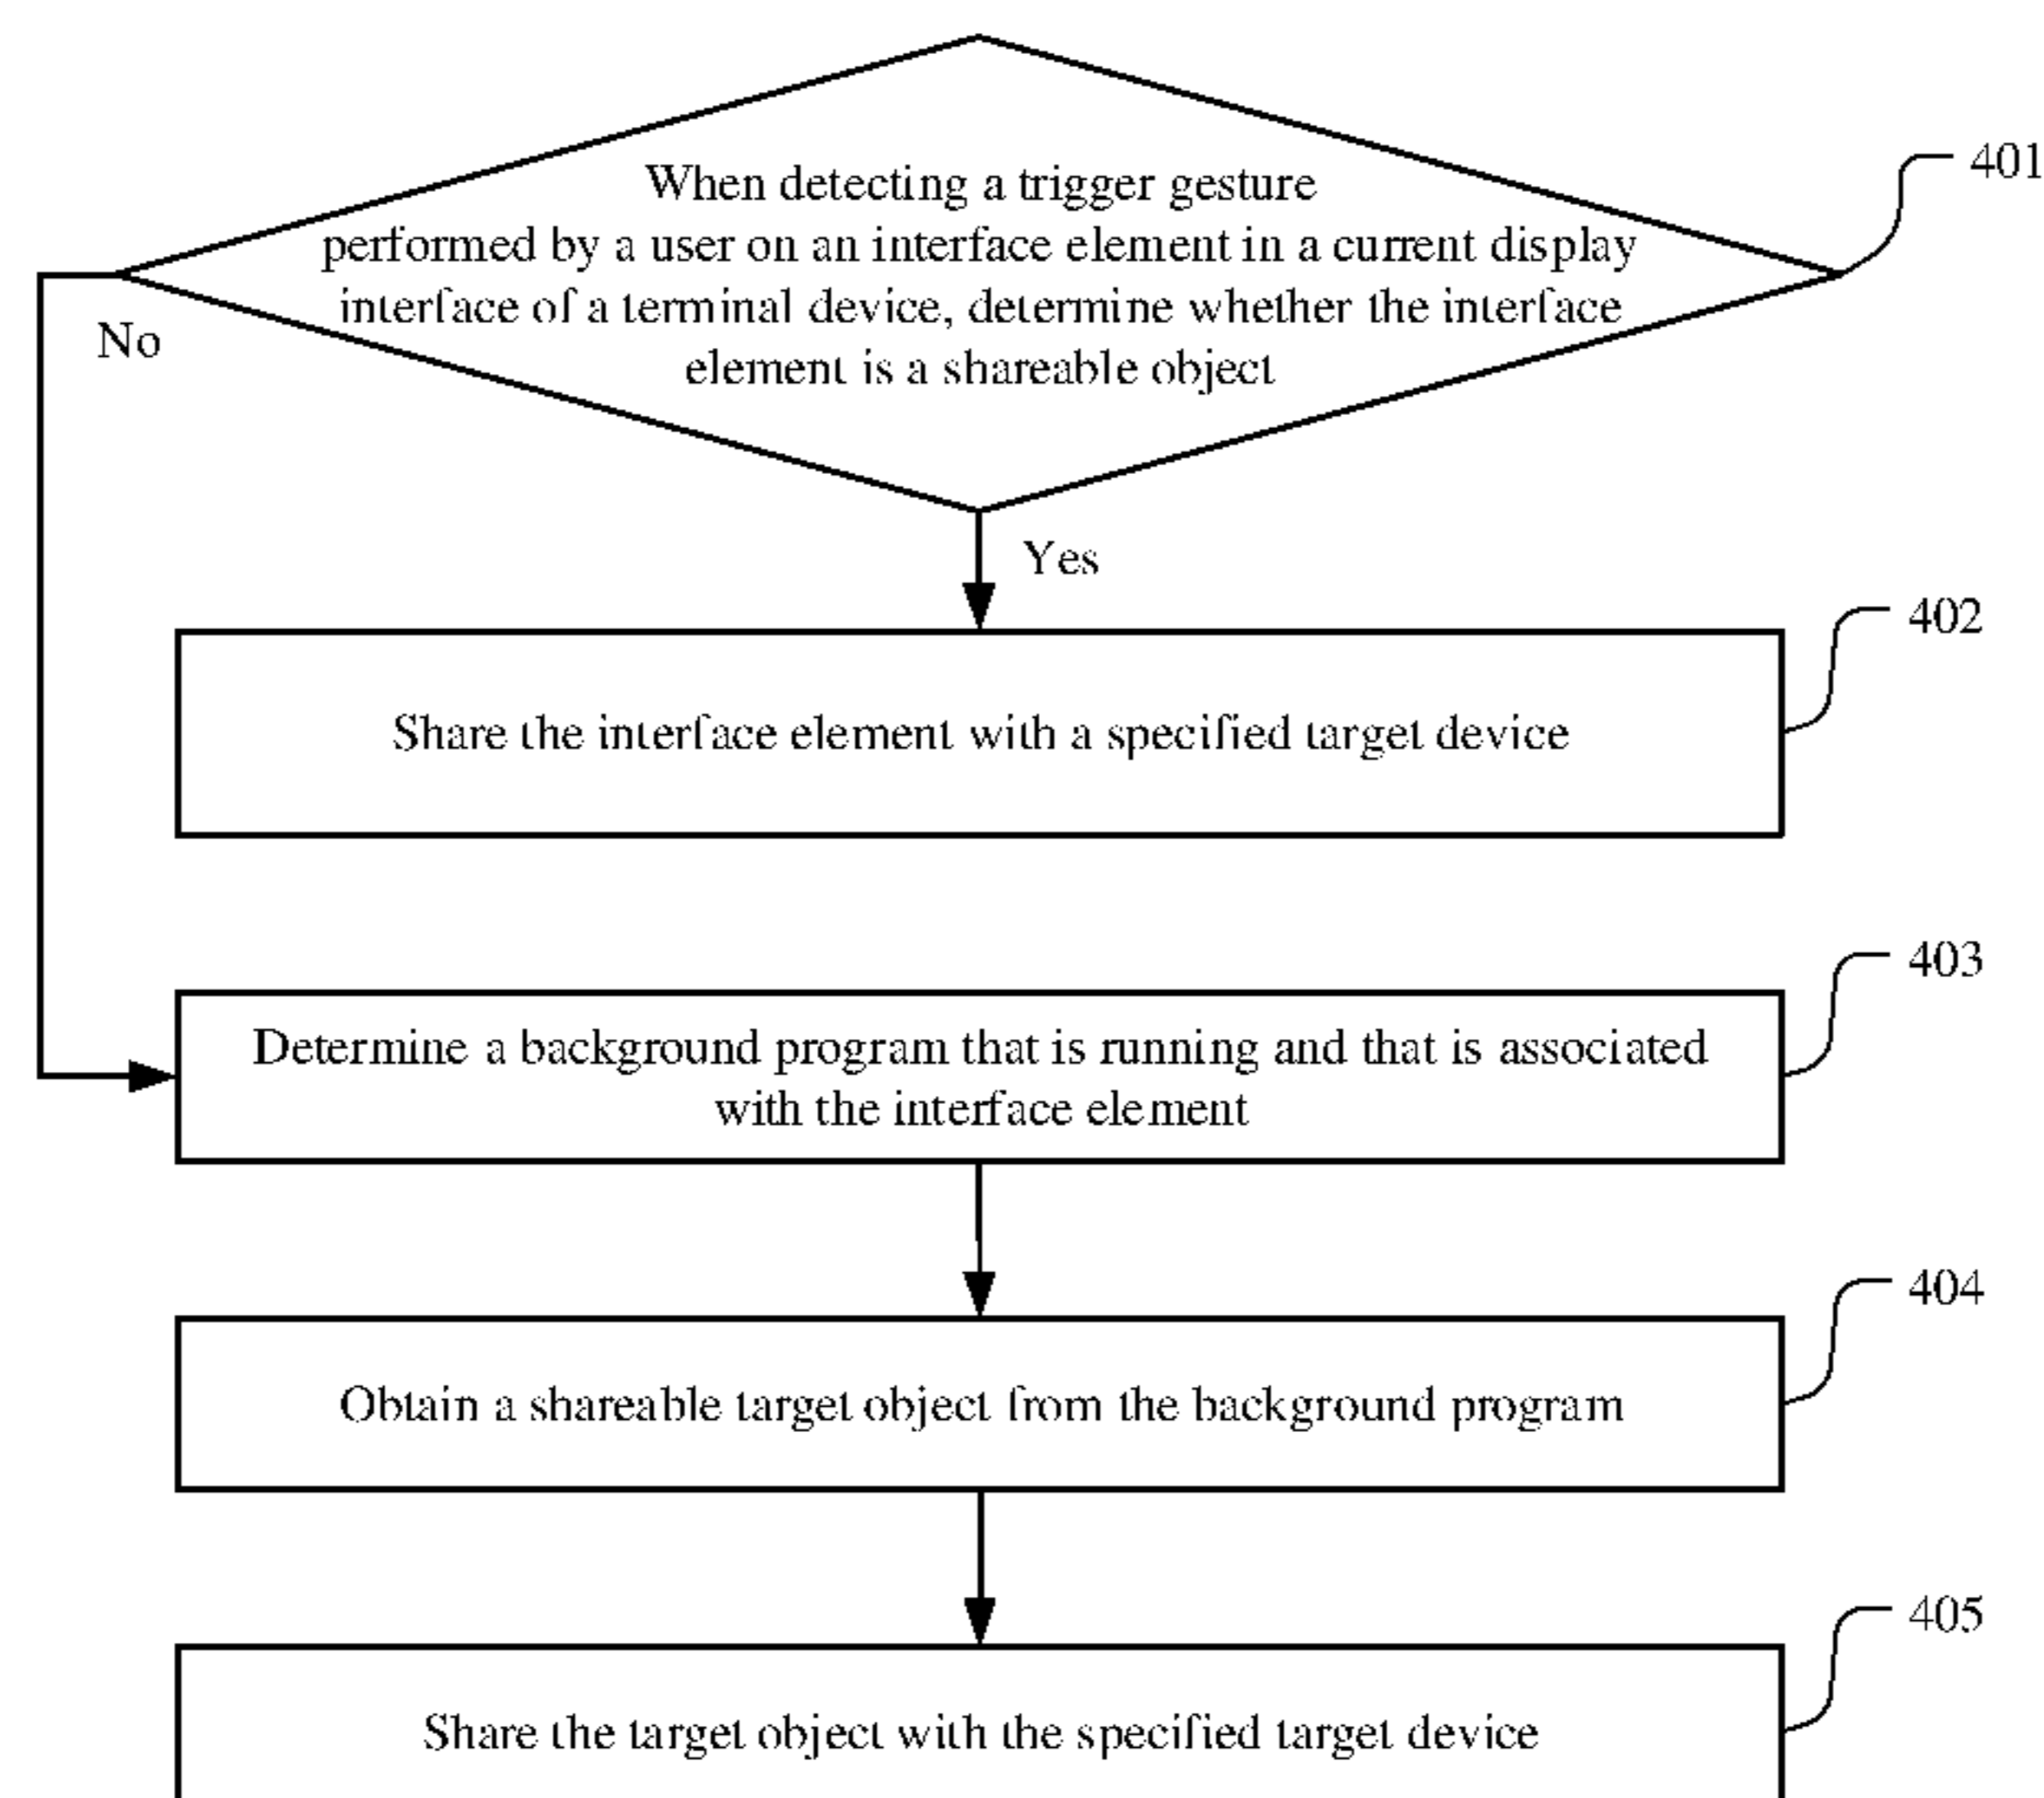 When detecting a trigger gesture
performed by a user on an interface element in a current display
interface of a terminal device, determine whether the interface
element is a shareable object
401
No
Yes
402
Share the interface element with a specified target device
403
Determine a background program that is running and that is associated
with the interface element
404
Obtain a shareable target object from the background program
405
Share the target object with the specified target device